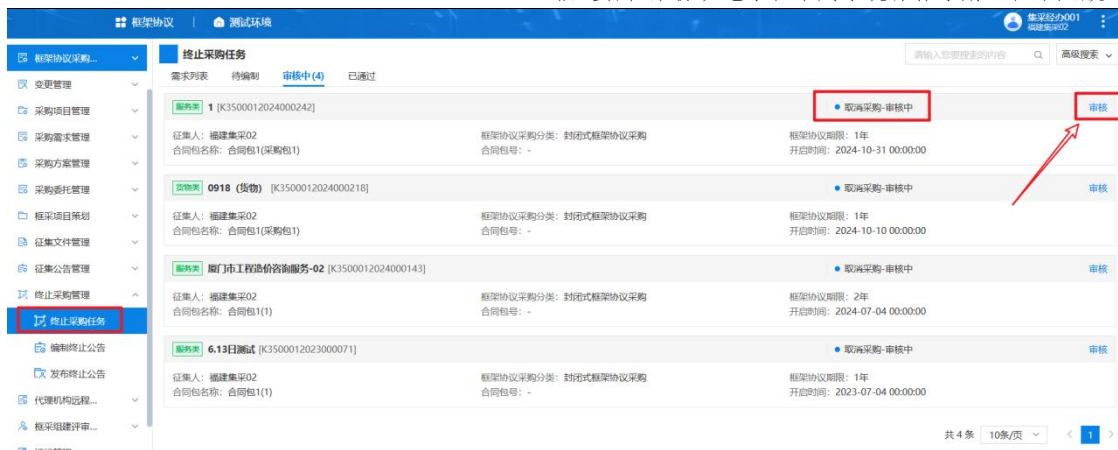 框架协议
测试环境
集采经办001
福建集采02
框架协议采购...
变更管理
采购项目管理
采购需求管理
采购方案管理
采购委托管理
框采项目策划
征集文件管理
征集公告管理
终止采购管理
终止采购任务
编制终止公告
发布终止公告
代理机构远程...
框采组建评审...
终止采购任务
请输入您要搜索的内容
高级搜索
需求列表 待编制 审核中(4) 已通过
服务类 1 [K3500012024000242] 取消采购-审核中 审核
征集人：福建集采02 框架协议采购分类：封闭式框架协议采购 框架协议期限：1年
合同包名称：合同包1(采购包1) 合同包号：- 开启时间：2024-10-31 00:00:00
货物类 0918（货物） [K3500012024000218] 取消采购-审核中 审核
征集人：福建集采02 框架协议采购分类：封闭式框架协议采购 框架协议期限：1年
合同包名称：合同包1(采购包1) 合同包号：- 开启时间：2024-10-10 00:00:00
服务类 厦门市工程造价咨询服务-02 [K3500012024000143] 取消采购-审核中 审核
征集人：福建集采02 框架协议采购分类：封闭式框架协议采购 框架协议期限：2年
合同包名称：合同包1(1) 合同包号：- 开启时间：2024-07-04 00:00:00
服务类 6.13日测试 [K3500012023000071] 取消采购-审核中 审核
征集人：福建集采02 框架协议采购分类：封闭式框架协议采购 框架协议期限：1年
合同包名称：合同包1(1) 合同包号：- 开启时间：2023-07-04 00:00:00
共 4 条 10条/页 < 1 >